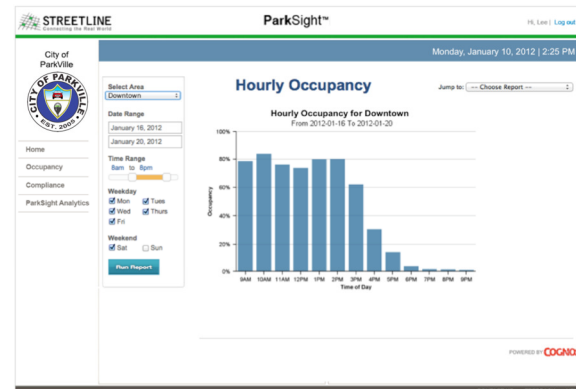 STREETLINE
Connecting the Real World
ParkSight™
Hi, Lee | Log out
Monday, January 10, 2012 | 2:25 PM
City of
ParkVille
CITY OF PARKVILLE
EST. 2005
Home
Occupancy
Compliance
ParkSight Analytics
Select Area
Downtown
Date Range
January 16, 2012
January 20, 2012
Time Range
8am to 8pm
Weekday
Mon Tues
Wed Thurs
Fri
Weekend
Sat Sun
Run Report
Hourly Occupancy
Jump to: -- Choose Report --
Hourly Occupancy for Downtown
From 2012-01-16 To 2012-01-20
100%
80%
60%
40%
20%
0%
Occupancy
9AM 10AM 11AM 12PM 1PM 2PM 3PM 4PM 5PM 6PM 7PM 8PM 9PM
Time of Day
POWERED BY COGNO